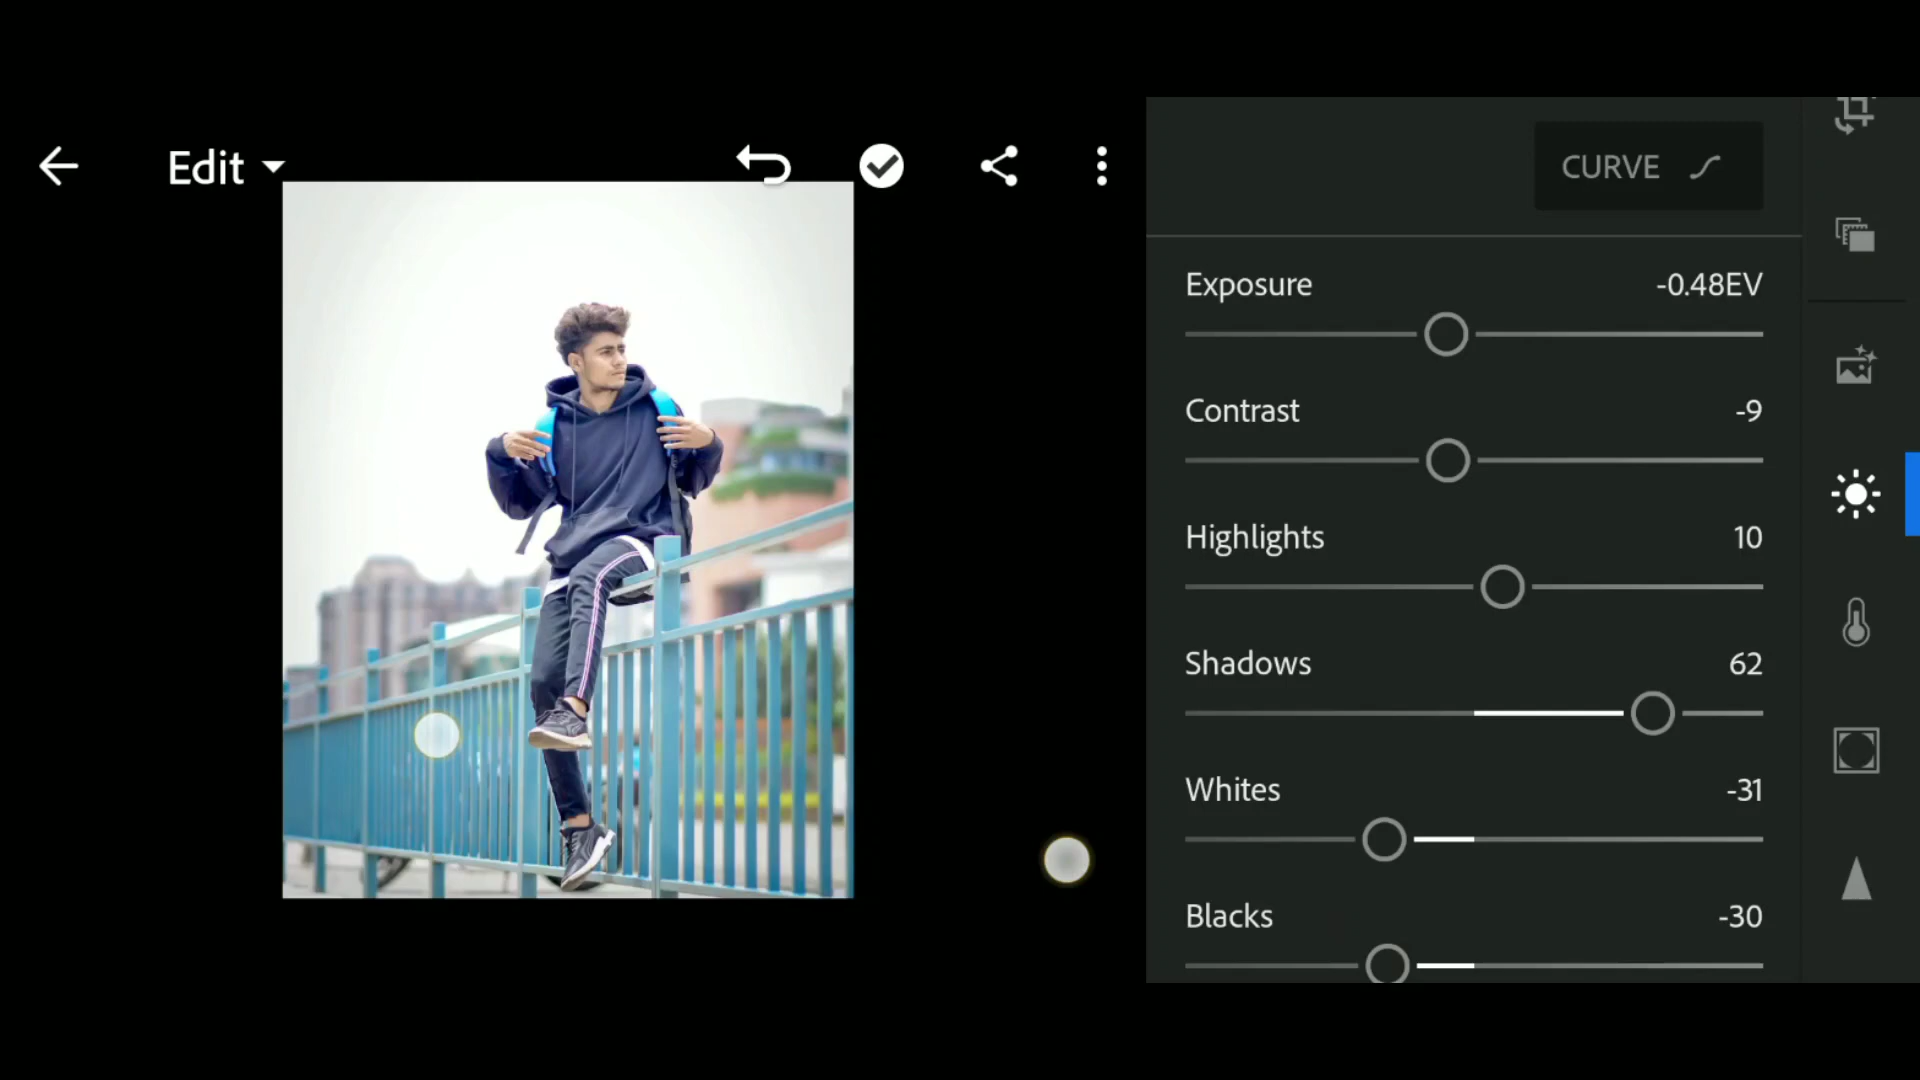 Edit
CURVE
Exposure -0.48EV
Contrast -9
Highlights 10
Shadows 62
Whites -31
Blacks -30